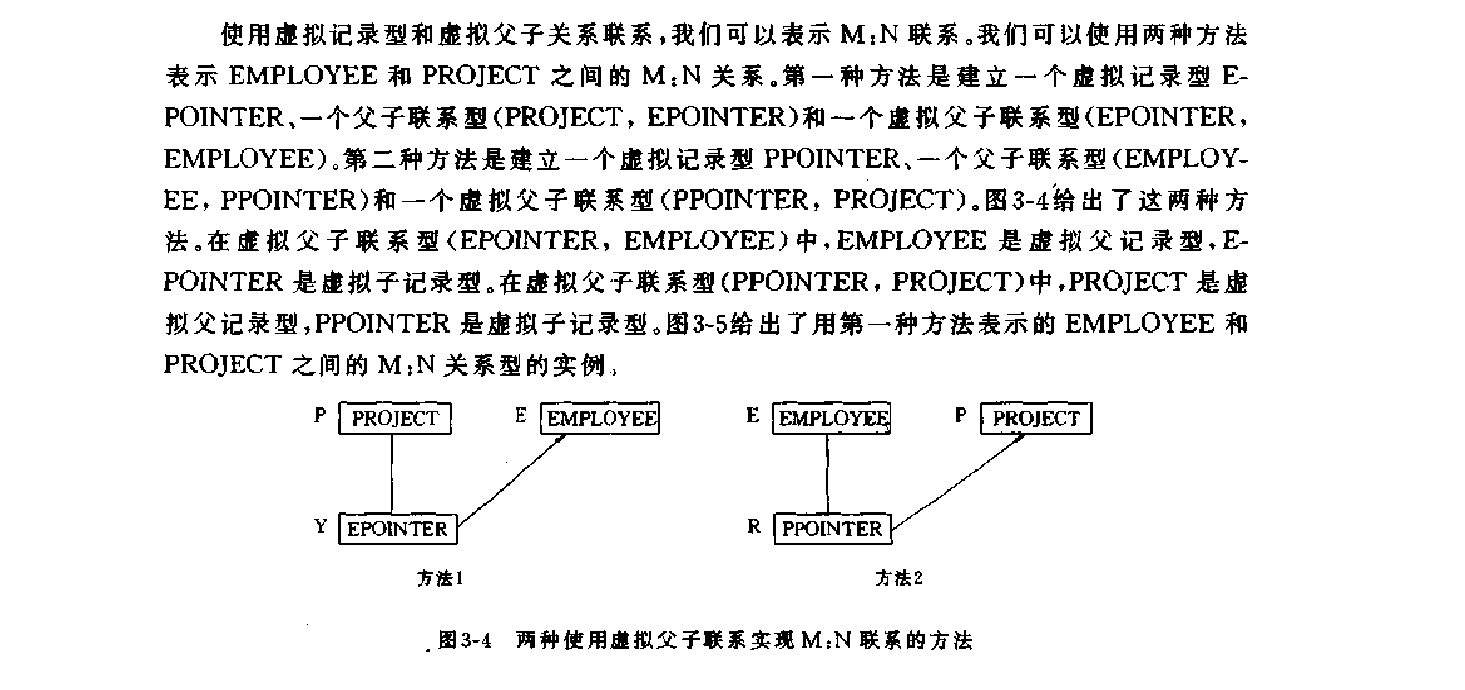 使用虚拟记录型和虚拟父子关系联系,我们可以表示 M:N 联系。我们可以使用两种方法
表示 EMPLOYEE 和 PROJECT 之间的 M:N 关系。第一种方法是建立一个虚拟记录型 E-
POINTER、一个父子联系型(PROJECT, EPOINTER)和一个虚拟父子联系型(EPOINTER,
EMPLOYEE)。第二种方法是建立一个虚拟记录型 PPOINTER、一个父子联系型(EMPLOY-
EE, PPOINTER)和一个虚拟父子联系型(PPOINTER, PROJECT)。图3-4给出了这两种方
法。在虚拟父子联系型(EPOINTER, EMPLOYEE)中,EMPLOYEE 是虚拟父记录型,E-
POINTER 是虚拟子记录型。在虚拟父子联系型(PPOINTER, PROJECT)中,PROJECT 是虚
拟父记录型,PPOINTER 是虚拟子记录型。图3-5给出了用第一种方法表示的 EMPLOYEE 和
PROJECT 之间的 M:N 关系型的实例。
P PROJECT E EMPLOYEE E EMPLOYEE P PROJECT
Y EPOINTER R PPOINTER
方法1 方法2
图3-4 两种使用虚拟父子联系实现 M:N 联系的方法